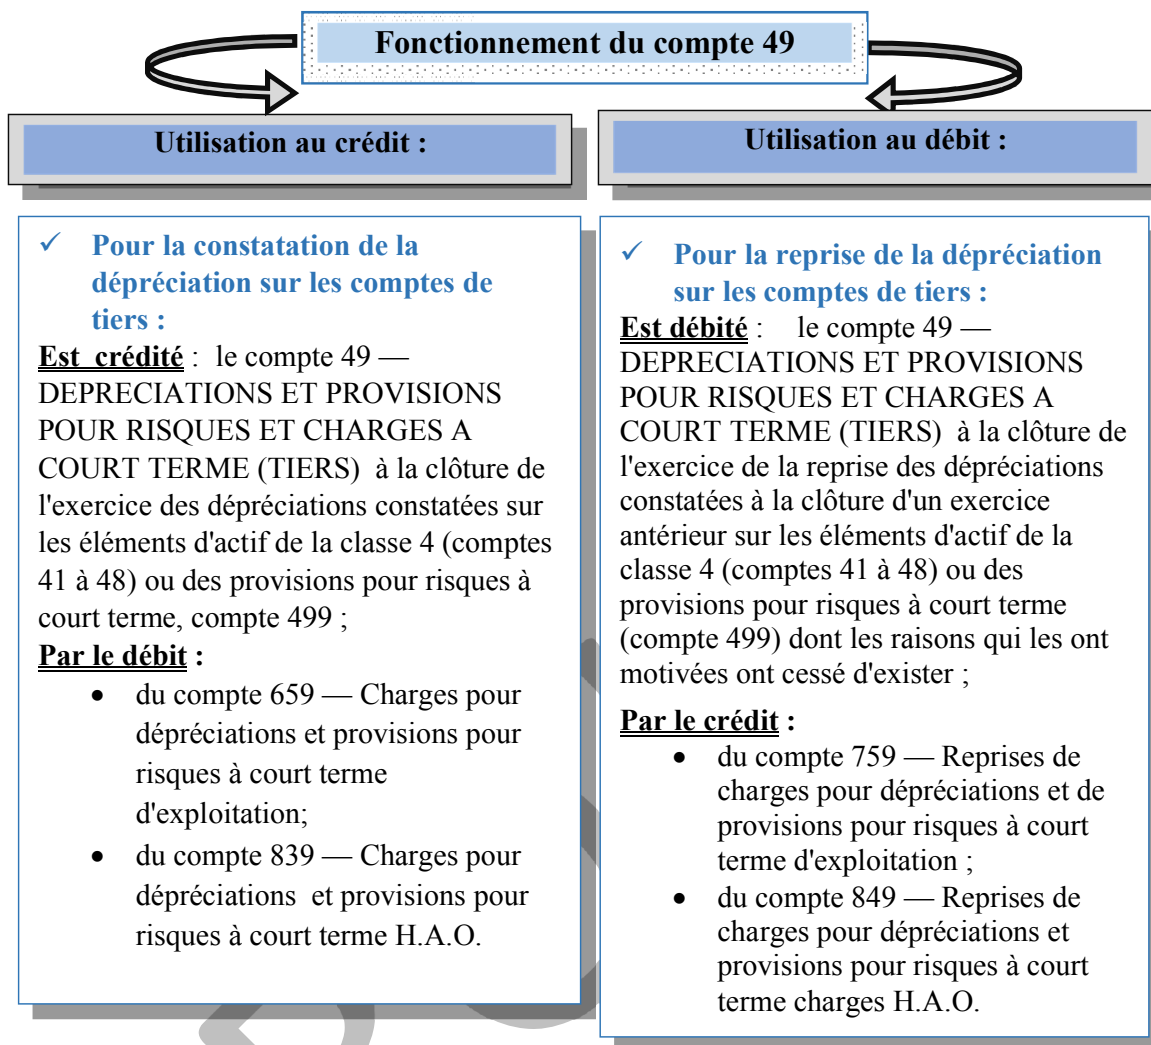 Fonctionnement du compte 49
Utilisation au crédit :
✓ Pour la constatation de la
dépréciation sur les comptes de
tiers :
Est crédité : le compte 49 —
DEPRECIATIONS ET PROVISIONS
POUR RISQUES ET CHARGES A
COURT TERME (TIERS) à la clôture de
l'exercice des dépréciations constatées sur
les éléments d'actif de la classe 4 (comptes
41 à 48) ou des provisions pour risques à
court terme, compte 499 ;
Par le débit :
• du compte 659 — Charges pour
dépréciations et provisions pour
risques à court terme
d'exploitation;
• du compte 839 — Charges pour
dépréciations et provisions pour
risques à court terme H.A.O.
Utilisation au débit :
✓ Pour la reprise de la dépréciation
sur les comptes de tiers :
Est débité : le compte 49 —
DEPRECIATIONS ET PROVISIONS
POUR RISQUES ET CHARGES A
COURT TERME (TIERS) à la clôture de
l'exercice de la reprise des dépréciations
constatées à la clôture d'un exercice
antérieur sur les éléments d'actif de la
classe 4 (comptes 41 à 48) ou des
provisions pour risques à court terme
(compte 499) dont les raisons qui les ont
motivées ont cessé d'exister ;
Par le crédit :
• du compte 759 — Reprises de
charges pour dépréciations et de
provisions pour risques à court
terme d'exploitation ;
• du compte 849 — Reprises de
charges pour dépréciations et
provisions pour risques à court
terme charges H.A.O.